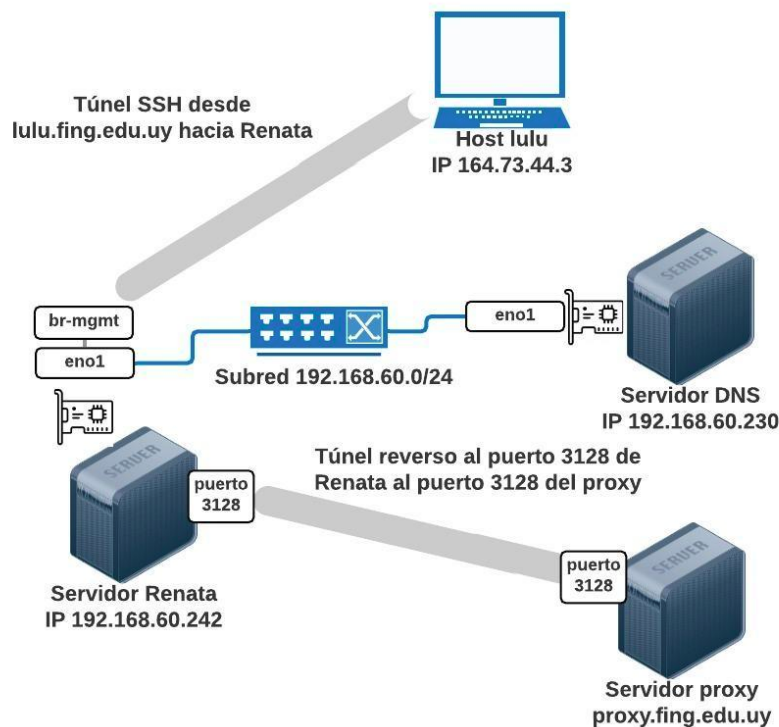 Túnel SSH desde
lulu.fing.edu.uy hacia Renata
Host lulu
IP 164.73.44.3
br-mgmt
eno1
Subred 192.168.60.0/24
eno1
SERVER
Servidor DNS
IP 192.168.60.230
SERVER
puerto
3128
Servidor Renata
IP 192.168.60.242
Túnel reverso al puerto 3128 de
Renata al puerto 3128 del proxy
puerto
3128
SERVER
Servidor proxy
proxy.fing.edu.uy